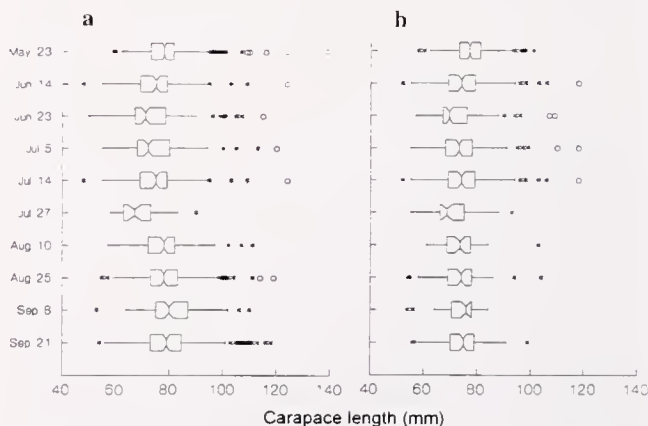 a b
May 23
Jun 14
Jun 23
Jul 5
Jul 14
Jul 27
Aug 10
Aug 25
Sep 8
Sep 21
40 60 80 100 120 140 40 60 80 100 120 140
Carapace length (mm)